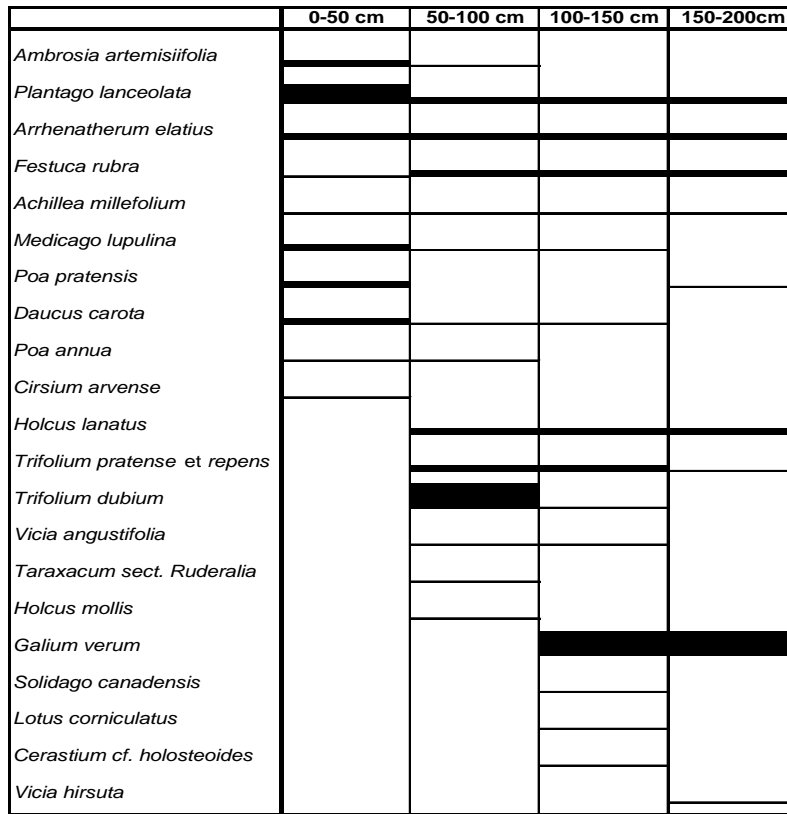 0-50 cm 50-100 cm 100-150 cm 150-200cm
Ambrosia artemisiifolia
Plantago lanceolata
Arrhenatherum elatius
Festuca rubra
Achillea millefolium
Medicago lupulina
Poa pratensis
Daucus carota
Poa annua
Cirsium arvense
Holcus lanatus
Trifolium pratense et repens
Trifolium dubium
Vicia angustifolia
Taraxacum sect. Ruderalia
Holcus mollis
Galium verum
Solidago canadensis
Lotus corniculatus
Cerastium cf. holosteoides
Vicia hirsuta